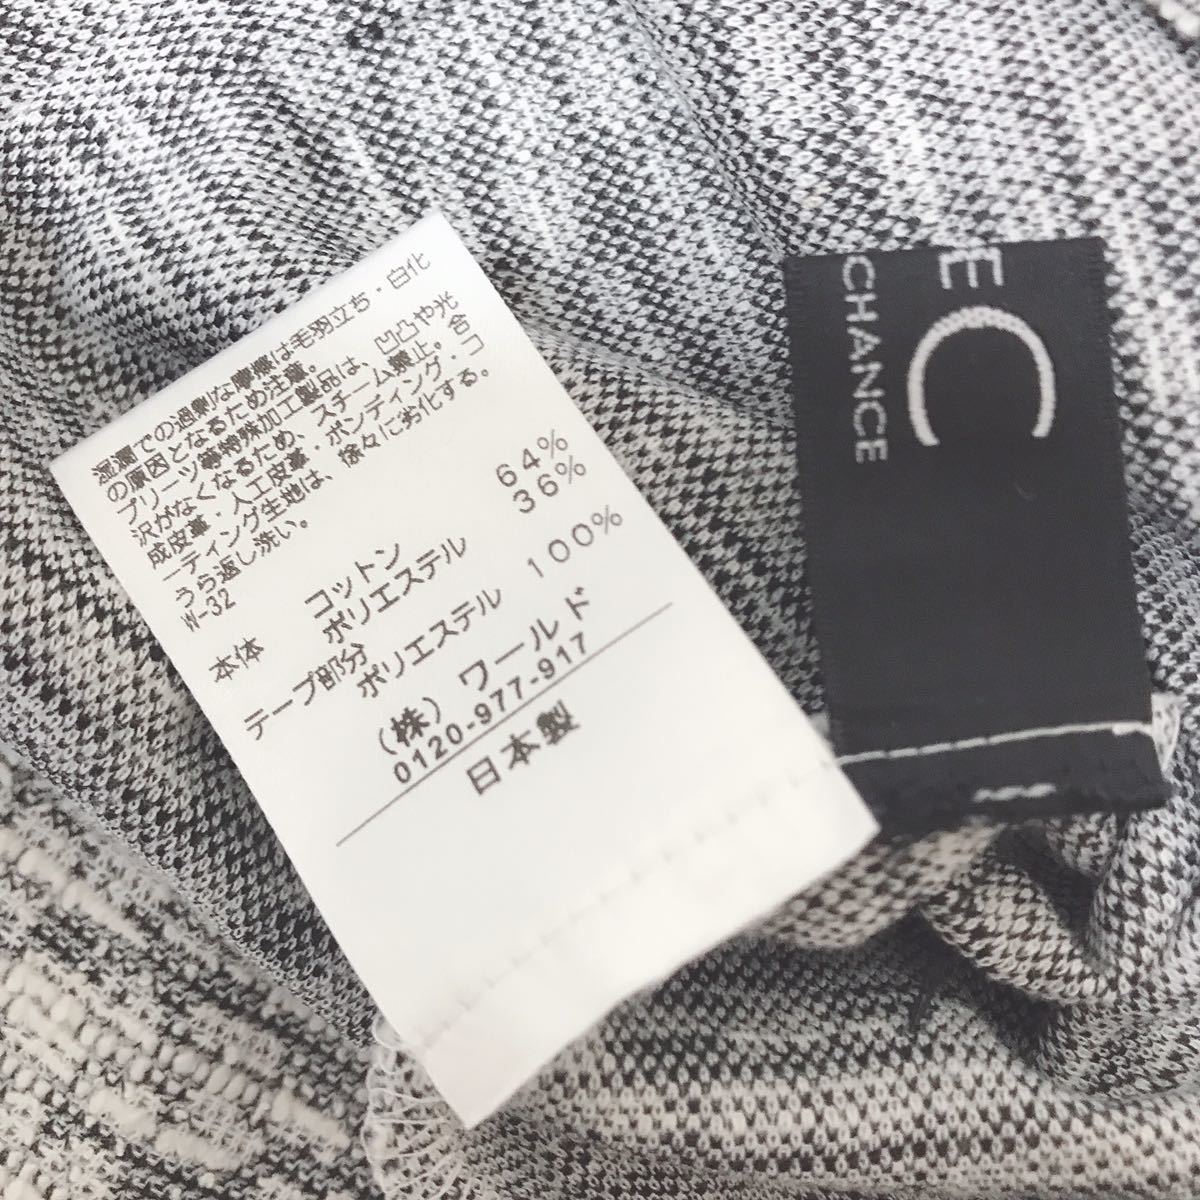 湿潤での過剰な摩擦は毛羽立ち・白化
の原因となるため注意。
プリーツ等特殊加工製品は、凹凸や光
沢がなくなるため、スチーム禁止。
成皮革・人工皮革・ボンディング・コ
ーティング生地は、徐々に劣化する。
うら返し洗い。
W-32
本体 コットン 64%
ポリエステル 36%
テープ部分
ポリエステル 100%
(株) ワールド
0120-977-917
日本製
E
C
CHANCE